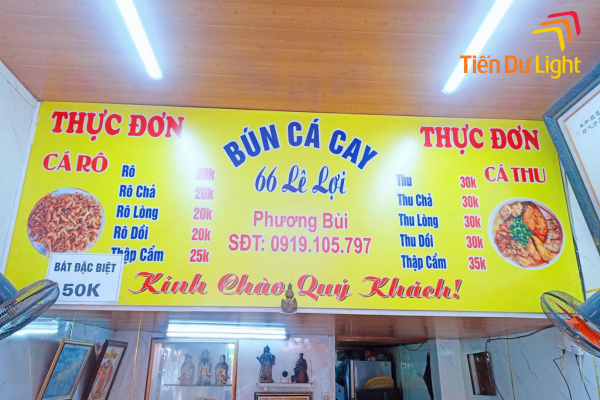 Tiến Dư Light
THỰC ĐƠN
CÁ RÔ
Rô 20k
Rô Chả 20k
Rô Lòng 20k
Rô Dồi 20k
Thập Cẩm 25k
BÁT ĐẶC BIỆT
50K
BÚN CÁ CAY
66 Lê Lợi
Phương Bùi
SĐT: 0919.105.797
THỰC ĐƠN
CÁ THU
Thu 30k
Thu Chả 30k
Thu Lòng 30k
Thu Dồi 30k
Thập Cẩm 35k
Kính Chào Quý Khách!